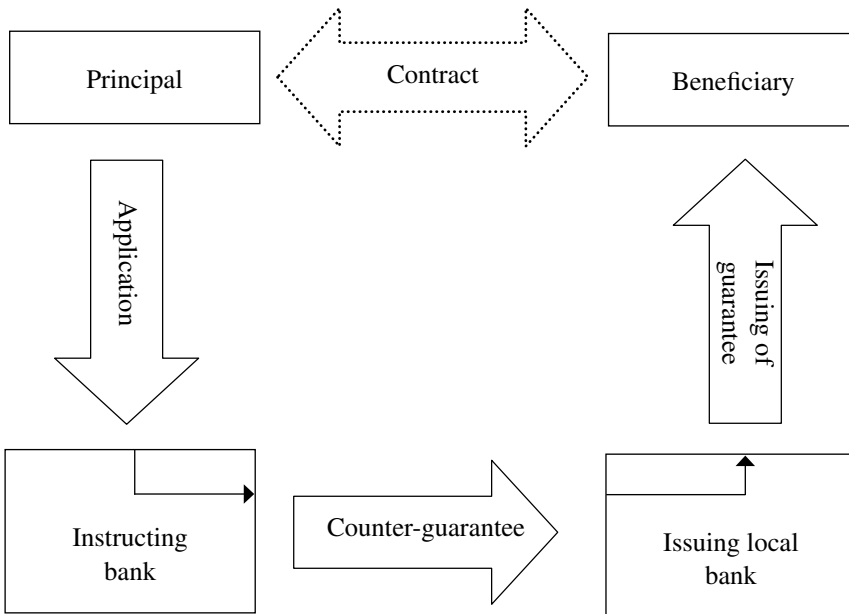 Principal
Contract
Beneficiary
Application
Issuing of
guarantee
Instructing
bank
Counter-guarantee
Issuing local
bank